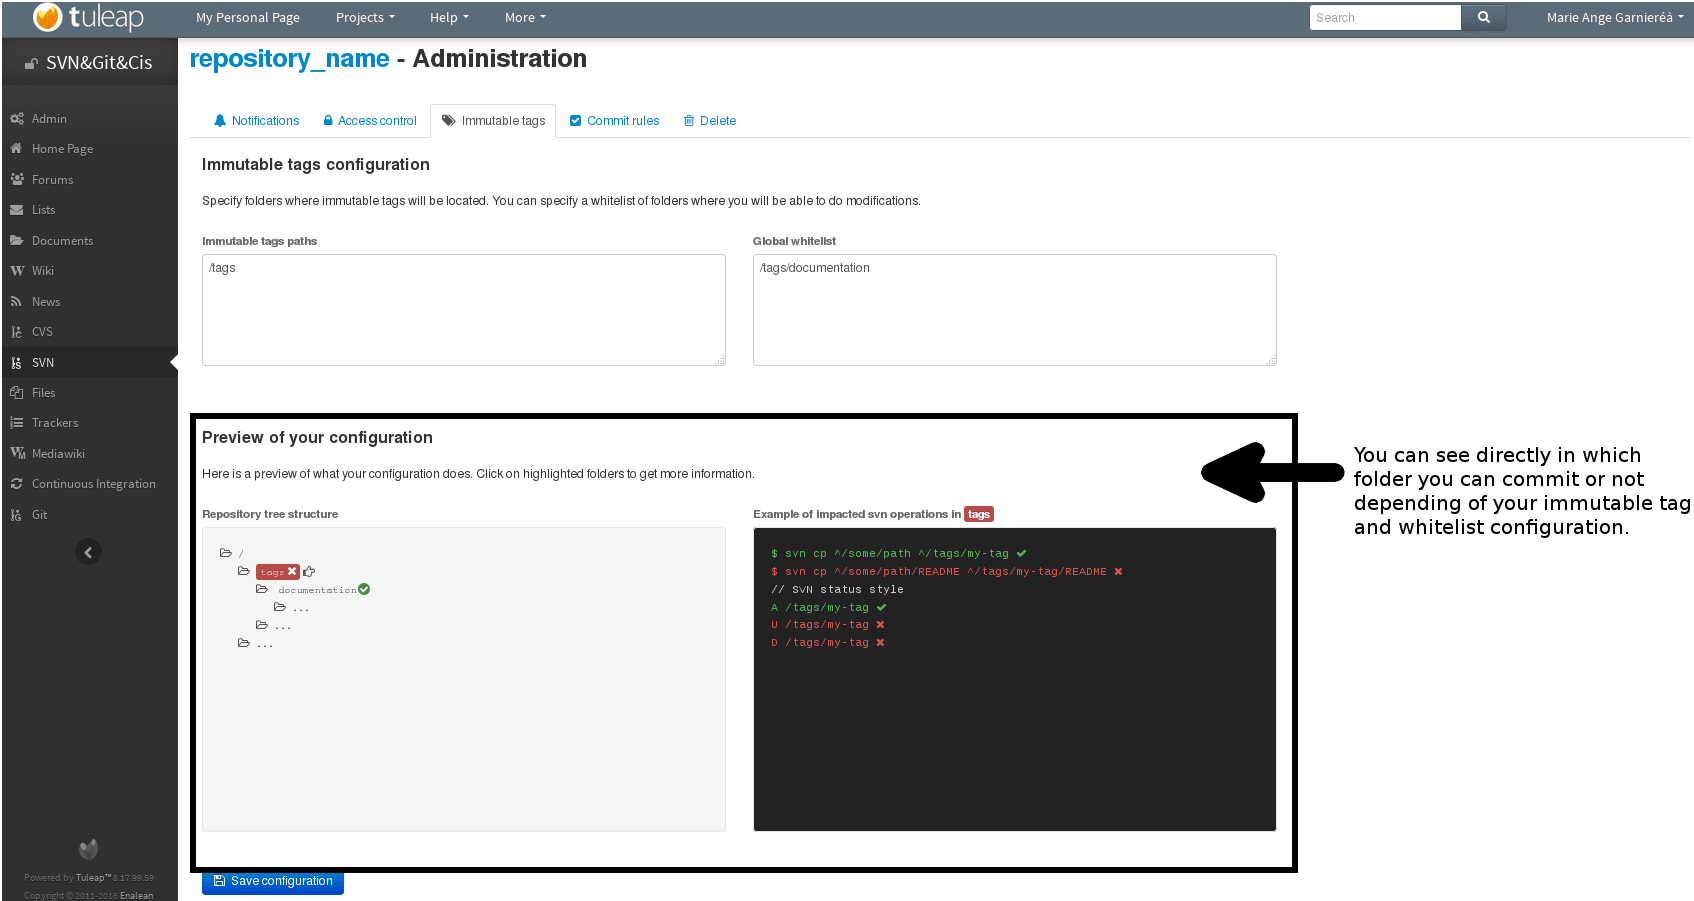 tuleap My Personal Page Projects Help More Search Marie Ange Garnieréà
SVN&Git&Cis
Admin
Home Page
Forums
Lists
Documents
Wiki
News
CVS
SVN
Files
Trackers
Mediawiki
Continuous Integration
Git
Powered by Tuleap™ 8.17.99.59
Copyright © 2011-2016 Enalean
repository_name - Administration
Notifications Access control Immutable tags Commit rules Delete
Immutable tags configuration
Specify folders where immutable tags will be located. You can specify a whitelist of folders where you will be able to do modifications.
Immutable tags paths
/tags
Global whitelist
/tags/documentation
Preview of your configuration
Here is a preview of what your configuration does. Click on highlighted folders to get more information.
Repository tree structure
/
tags
documentation
...
...
...
Example of impacted svn operations in tags
$ svn cp ^/some/path ^/tags/my-tag
$ svn cp ^/some/path/README ^/tags/my-tag/README
// SVN status style
A /tags/my-tag
U /tags/my-tag
D /tags/my-tag
Save configuration
You can see directly in which
folder you can commit or not
depending of your immutable tag
and whitelist configuration.